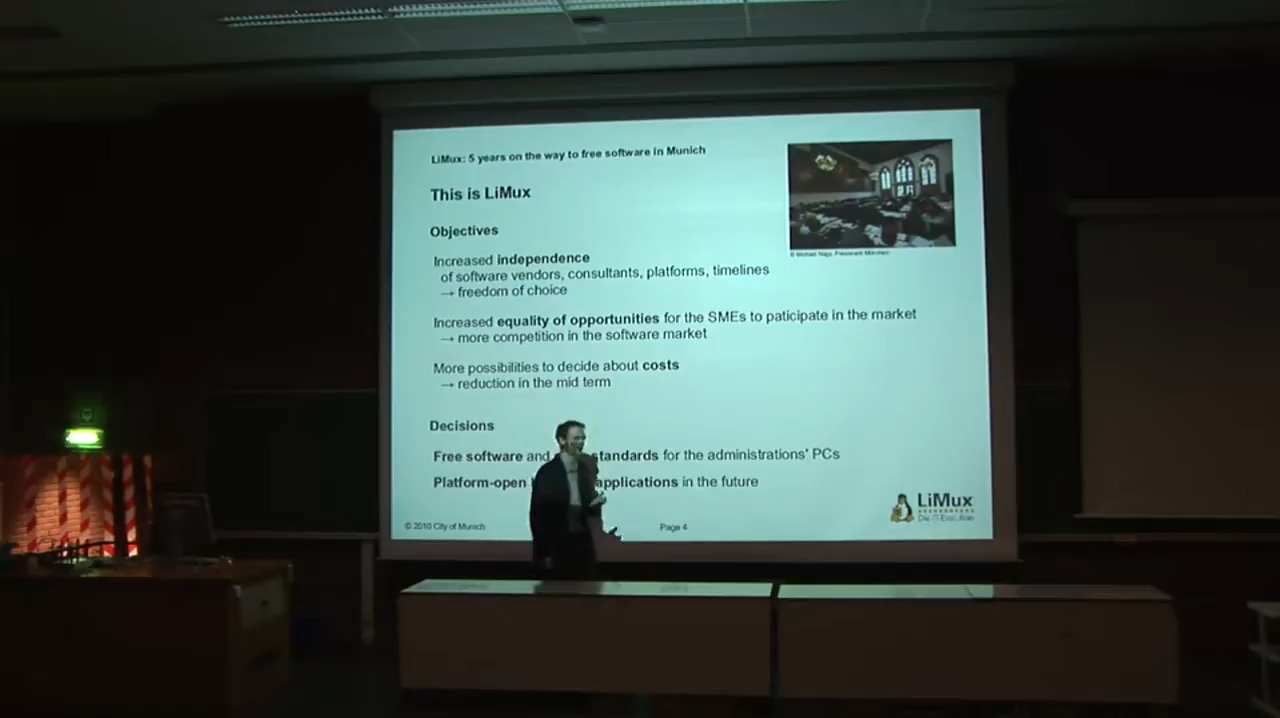 LiMux: 5 years on the way to free software in Munich
This is LiMux
Objectives
Increased independence
of software vendors, consultants, platforms, timelines
→ freedom of choice
Increased equality of opportunities for the SMEs to paticipate in the market
→ more competition in the software market
More possibilities to decide about costs
→ reduction in the mid term
Decisions
Free software and standards for the administrations' PCs
Platform-open applications in the future
LiMux
© 2010 City of Munich
Page 4